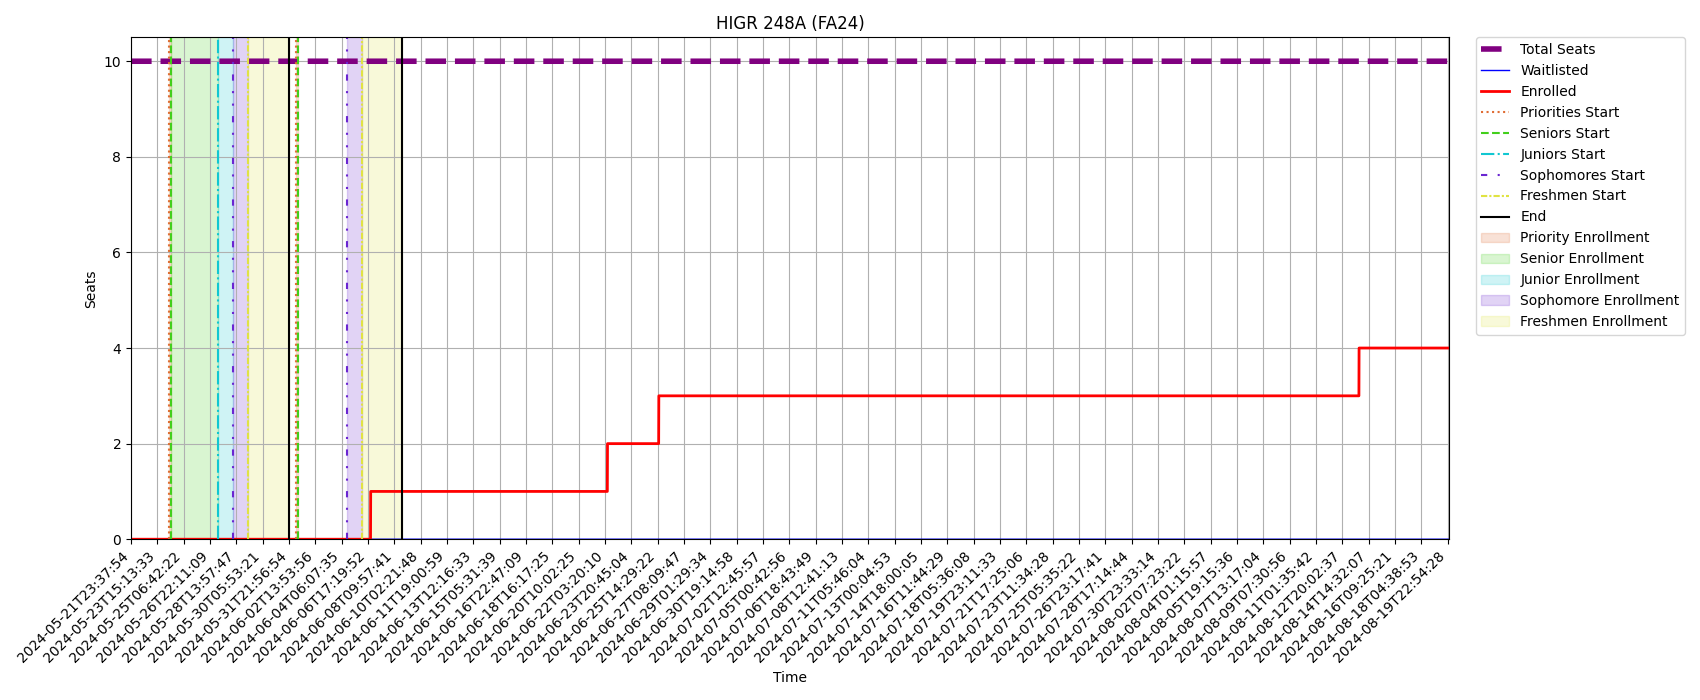 HIGR 248A (FA24)
Seats
10
8
6
4
2
0
2024-05-21T23:37:54
2024-05-23T15:13:33
2024-05-25T06:42:22
2024-05-26T22:11:09
2024-05-28T13:57:47
2024-05-30T05:53:21
2024-05-31T21:56:54
2024-06-02T13:53:56
2024-06-04T06:07:35
2024-06-06T17:19:52
2024-06-08T09:57:41
2024-06-10T02:21:48
2024-06-11T19:00:59
2024-06-13T12:16:33
2024-06-15T05:31:39
2024-06-16T22:47:09
2024-06-18T16:17:25
2024-06-20T10:02:25
2024-06-22T03:20:10
2024-06-23T20:45:04
2024-06-25T14:29:22
2024-06-27T08:09:47
2024-06-29T01:29:34
2024-06-30T19:14:58
2024-07-02T12:45:57
2024-07-05T00:42:56
2024-07-06T18:43:49
2024-07-08T12:41:13
2024-07-11T05:46:04
2024-07-13T00:04:53
2024-07-14T18:00:05
2024-07-16T11:44:29
2024-07-18T05:36:08
2024-07-19T23:11:33
2024-07-21T17:25:06
2024-07-23T11:34:28
2024-07-25T05:35:22
2024-07-26T23:17:41
2024-07-28T17:14:44
2024-07-30T23:33:14
2024-08-02T07:23:22
2024-08-04T01:15:57
2024-08-05T19:15:36
2024-08-07T13:17:04
2024-08-09T07:30:56
2024-08-11T01:35:42
2024-08-12T20:02:37
2024-08-14T14:32:07
2024-08-16T09:25:21
2024-08-18T04:38:53
2024-08-19T22:54:28
Time
Total Seats
Waitlisted
Enrolled
Priorities Start
Seniors Start
Juniors Start
Sophomores Start
Freshmen Start
End
Priority Enrollment
Senior Enrollment
Junior Enrollment
Sophomore Enrollment
Freshmen Enrollment